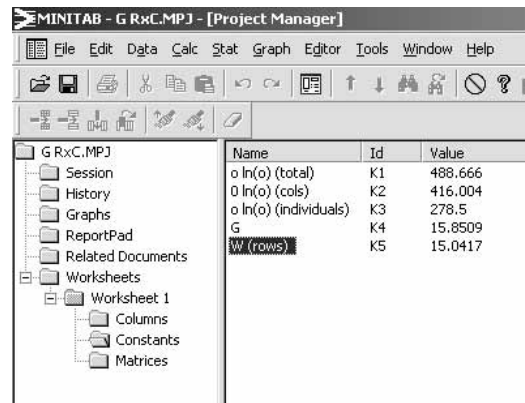 MINITAB - G RxC.MPJ - [Project Manager]
File Edit Data Calc Stat Graph Editor Tools Window Help
G RxC.MPJ
Session
History
Graphs
ReportPad
Related Documents
Worksheets
Worksheet 1
Columns
Constants
Matrices
Name Id Value
o ln(o) (total) K1 488.666
0 ln(o) (cols) K2 416.004
o ln(o) (individuals) K3 278.5
G K4 15.8509
W (rows) K5 15.0417